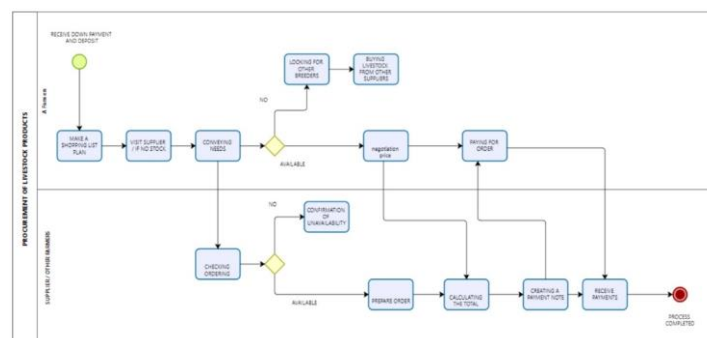 PROCUREMENT OF LIVESTOCK PRODUCTS
RECEIVE DOWN PAYMENT
AND DEPOSIT
MAKE A
SHOPPING LIST
PLAN
VISIT SUPPLIER
/ IF NO STOCK
CONVEYING
NEEDS
NO
AVAILABLE
LOOKING FOR
OTHER
BREEDERS
BUYING
LIVESTOCK
FROM OTHER
SUPPLIERS
negotiation
price
PAYING FOR
ORDER
SUPPLIER / OTHER
CHECKING
ORDERING
NO
AVAILABLE
CONFIRMATION
OF
UNAVAILABILITY
PREPARE ORDER
CALCULATING
THE TOTAL
CREATING A
PAYMENT NOTE
RECEIVE
PAYMENTS
PROCESS
COMPLETED